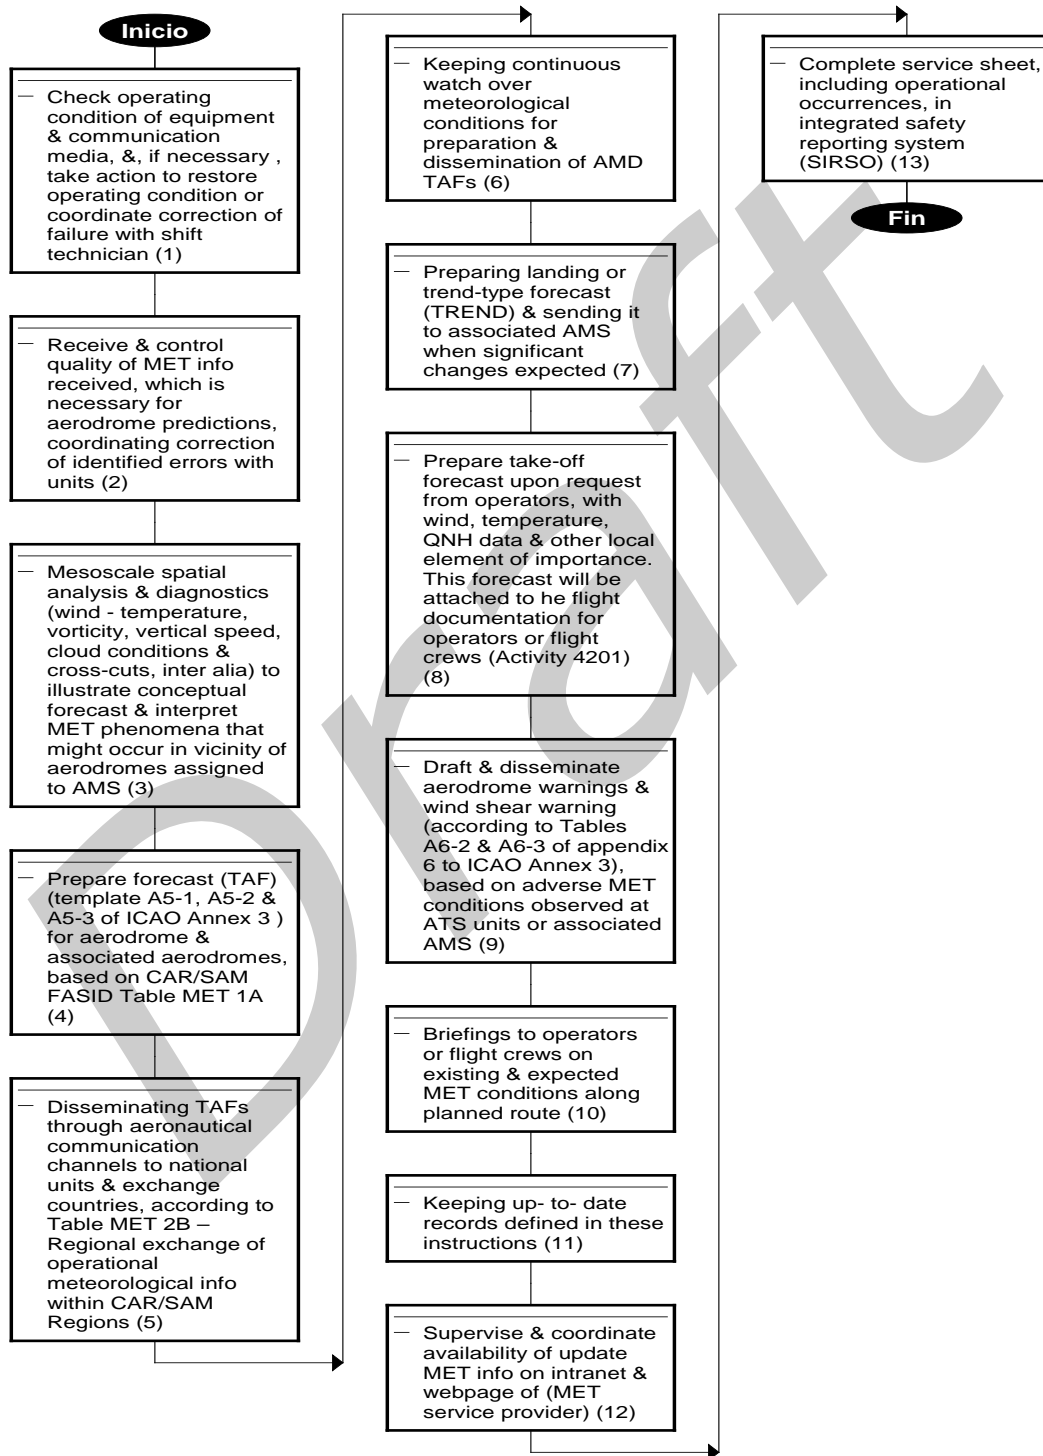 Inicio
— Check operating
condition of equipment
& communication
media, &, if necessary ,
take action to restore
operating condition or
coordinate correction of
failure with shift
technician (1)
— Receive & control
quality of MET info
received, which is
necessary for
aerodrome predictions,
coordinating correction
of identified errors with
units (2)
— Mesoscale spatial
analysis & diagnostics
(wind - temperature,
vorticity, vertical speed,
cloud conditions &
cross-cuts, inter alia) to
illustrate conceptual
forecast & interpret
MET phenomena that
might occur in vicinity of
aerodromes assigned
to AMS (3)
— Prepare forecast (TAF)
(template A5-1, A5-2 &
A5-3 of ICAO Annex 3 )
for aerodrome &
associated aerodromes,
based on CAR/SAM
FASID Table MET 1A
(4)
— Disseminating TAFs
through aeronautical
communication
channels to national
units & exchange
countries, according to
Table MET 2B –
Regional exchange of
operational
meteorological info
within CAR/SAM
Regions (5)
— Keeping continuous
watch over
meteorological
conditions for
preparation &
dissemination of AMD
TAFs (6)
— Preparing landing or
trend-type forecast
(TREND) & sending it
to associated AMS
when significant
changes expected (7)
— Prepare take-off
forecast upon request
from operators, with
wind, temperature,
QNH data & other local
element of importance.
This forecast will be
attached to he flight
documentation for
operators or flight
crews (Activity 4201)
(8)
— Draft & disseminate
aerodrome warnings &
wind shear warning
(according to Tables
A6-2 & A6-3 of appendix
6 to ICAO Annex 3),
based on adverse MET
conditions observed at
ATS units or associated
AMS (9)
— Briefings to operators
or flight crews on
existing & expected
MET conditions along
planned route (10)
— Keeping up- to- date
records defined in these
instructions (11)
— Supervise & coordinate
availability of update
MET info on intranet &
webpage of (MET
service provider) (12)
— Complete service sheet,
including operational
occurrences, in
integrated safety
reporting system
(SIRSO) (13)
Fin
Draft